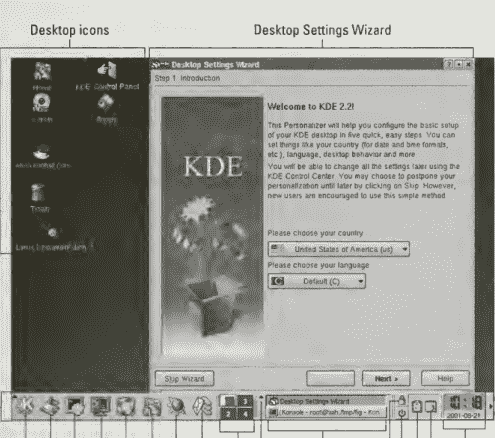 Desktop icons
Desktop Settings Wizard
Desktop Settings Wizard
Step 1: Introduction
KDE Control Panel
Floppy
Trash
KDE
Welcome to KDE 2.2!
This Personalizer will help you configure the basic setup
of your KDE desktop in five quick, easy steps. You can
set things like your country (for date and time formats,
etc.), language, desktop behavior and more.
You will be able to change all the settings later using the
KDE Control Center. You may choose to postpone your
personalization until later by clicking on Skip. However,
new users are encouraged to use this simple method.
Please choose your country
United States of America (us)
Please choose your language
Default (C)
Skip Wizard
Next »
Help
3
2 4
Desktop Settings Wizard
Konsole - root@